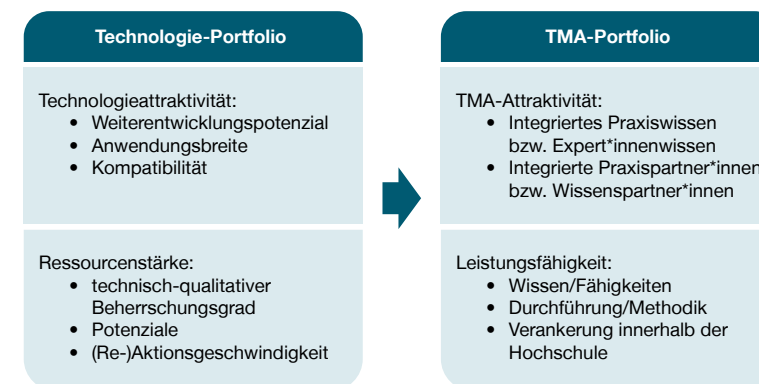 Technologie-Portfolio
Technologieattraktivität:
• Weiterentwicklungspotenzial
• Anwendungsbreite
• Kompatibilität
Ressourcenstärke:
• technisch-qualitativer
Beherrschungsgrad
• Potenziale
• (Re-)Aktionsgeschwindigkeit
TMA-Portfolio
TMA-Attraktivität:
• Integriertes Praxiswissen
bzw. Expert*innenwissen
• Integrierte Praxispartner*innen
bzw. Wissenspartner*innen
Leistungsfähigkeit:
• Wissen/Fähigkeiten
• Durchführung/Methodik
• Verankerung innerhalb der
Hochschule